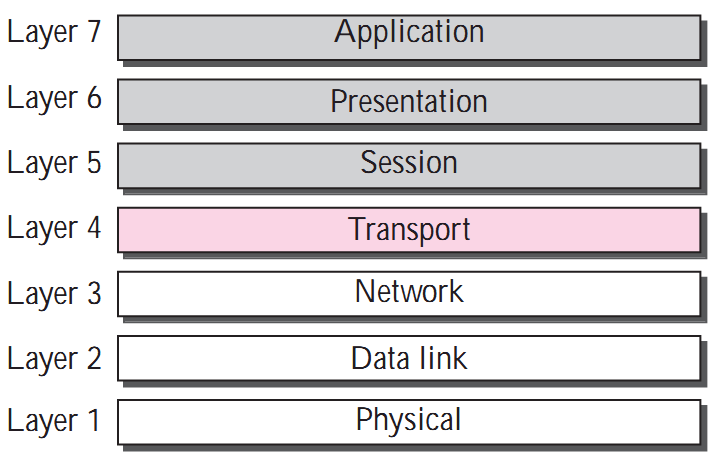 Layer 7 Application
Layer 6 Presentation
Layer 5 Session
Layer 4 Transport
Layer 3 Network
Layer 2 Data link
Layer 1 Physical